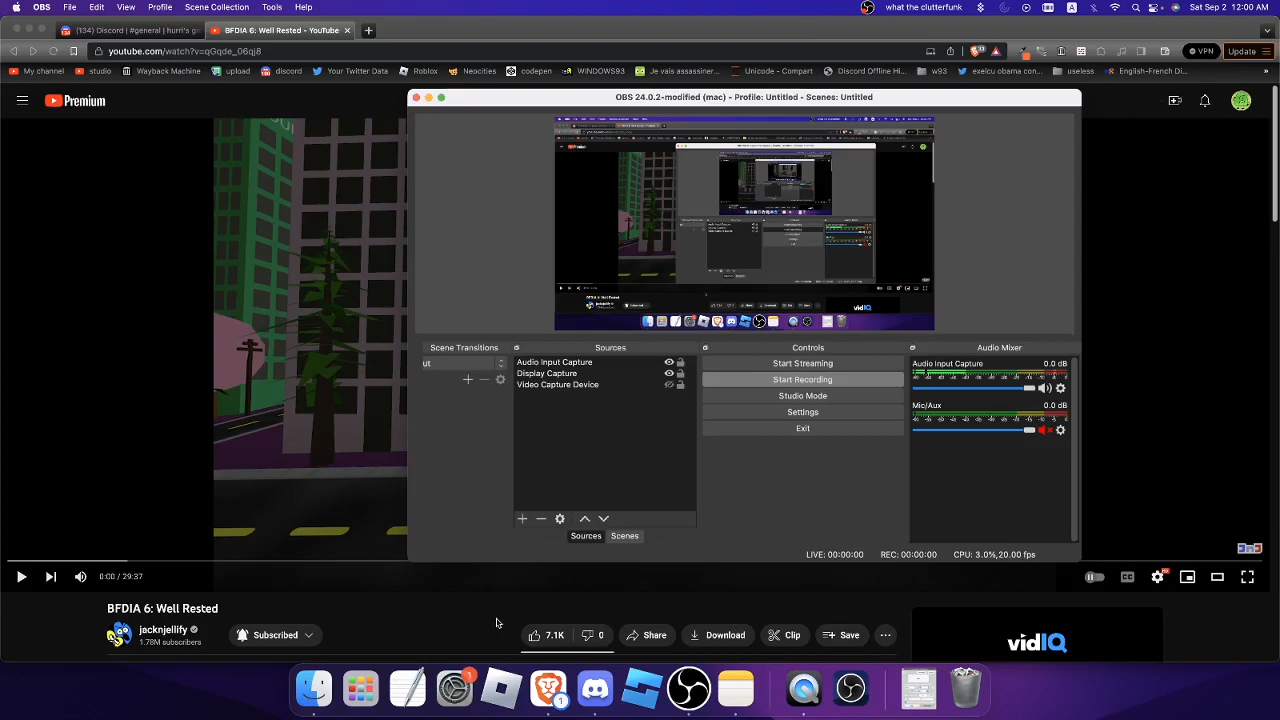 OBS File Edit View Profile Scene Collection Tools Help what the clutterfunk A Sat Sep 2 12:00 AM
(134) Discord | #general | hurri's gr BFDIA 6: Well Rested - YouTube
youtube.com/watch?v=qGqde_06qj8 VPN Update
My channel studio Wayback Machine upload discord Your Twitter Data Roblox Neocities codepen WINDOWS93 Je vais assassiner... Unicode - Compart Discord Offline Hi... w93 exelcu obama con... useless English-French Di... »
Premium
OBS 24.0.2-modified (mac) - Profile: Untitled - Scenes: Untitled
Scene Transitions Sources Controls Audio Mixer
ut
Audio Input Capture
Display Capture
Video Capture Device
Start Streaming
Start Recording
Studio Mode
Settings
Exit
Audio Input Capture 0.0 dB
Mic/Aux 0.0 dB
Sources Scenes
LIVE: 00:00:00 REC: 00:00:00 CPU: 3.0%,20.00 fps
0:00 / 29:37 CC HD
BFDIA 6: Well Rested
jacknjellify
1.78M subscribers
Subscribed
7.1K 0 Share Download Clip Save
vidIQ
1 1